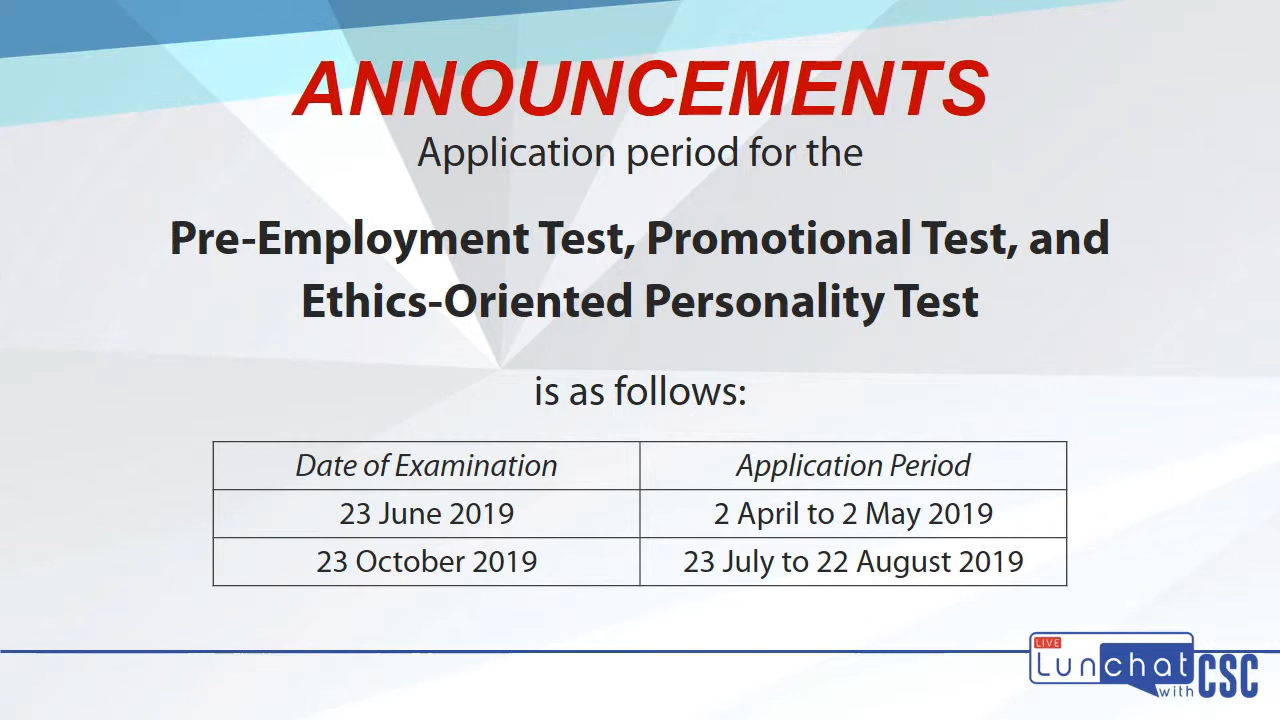 ANNOUNCEMENTS
Application period for the
Pre-Employment Test, Promotional Test, and
Ethics-Oriented Personality Test
is as follows:
Date of Examination Application Period
23 June 2019 2 April to 2 May 2019
23 October 2019 23 July to 22 August 2019
LIVE
Lunchat
with CSC